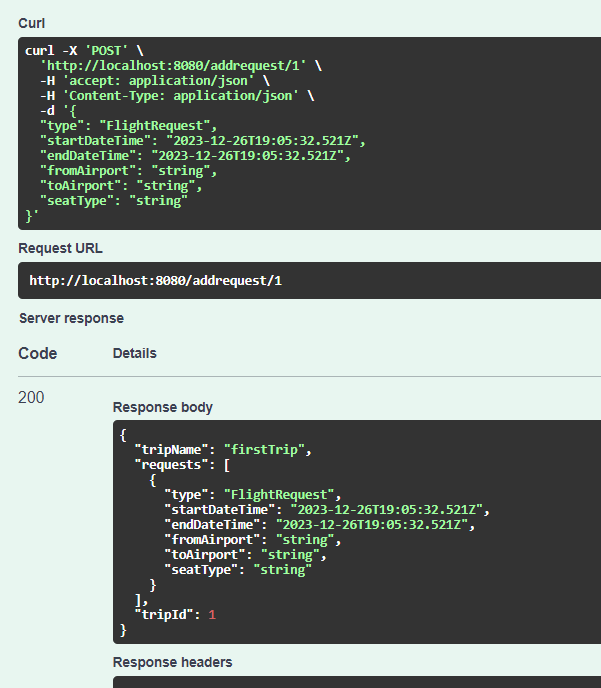 Curl
curl -X 'POST' \
'http://localhost:8080/addrequest/1' \
-H 'accept: application/json' \
-H 'Content-Type: application/json' \
-d '{
"type": "FlightRequest",
"startDateTime": "2023-12-26T19:05:32.521Z",
"endDateTime": "2023-12-26T19:05:32.521Z",
"fromAirport": "string",
"toAirport": "string",
"seatType": "string"
}'
Request URL
http://localhost:8080/addrequest/1
Server response
Code Details
200
Response body
{
"tripName": "firstTrip",
"requests": [
{
"type": "FlightRequest",
"startDateTime": "2023-12-26T19:05:32.521Z",
"endDateTime": "2023-12-26T19:05:32.521Z",
"fromAirport": "string",
"toAirport": "string",
"seatType": "string"
}
],
"tripId": 1
}
Response headers